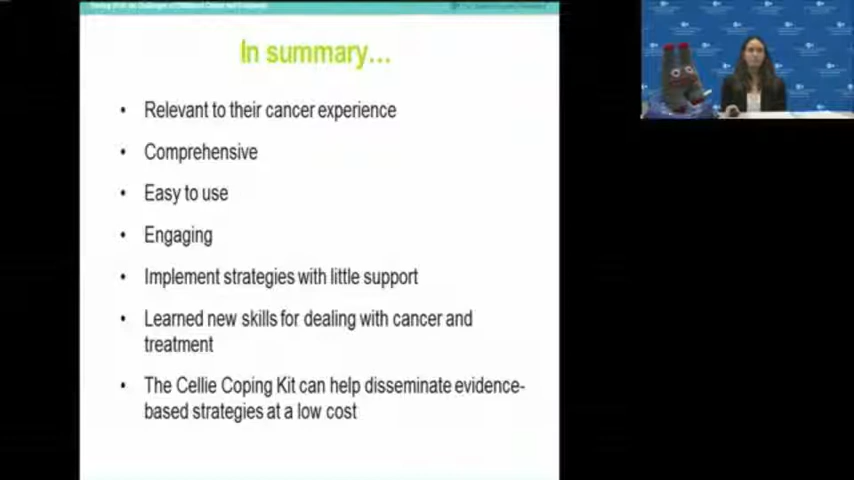 In summary...
• Relevant to their cancer experience
• Comprehensive
• Easy to use
• Engaging
• Implement strategies with little support
• Learned new skills for dealing with cancer and
treatment
• The Cellie Coping Kit can help disseminate evidence-
based strategies at a low cost